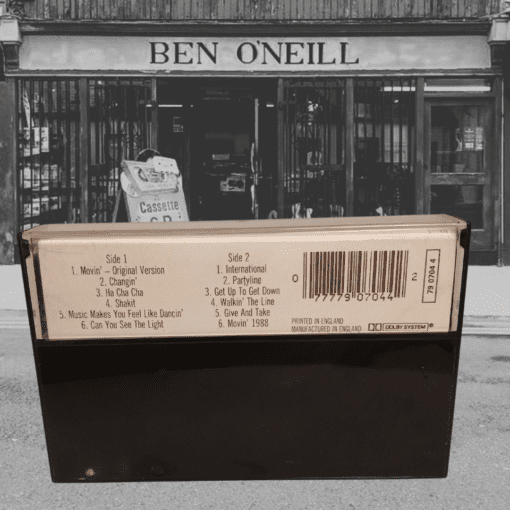 BEN O'NEILL
Cassette
Side 1
1. Movin' – Original Version
2. Changin'
3. Ha Cha Cha
4. Shakit
5. Music Makes You Feel Like Dancin'
6. Can You See The Light
Side 2
1. International
2. Partyline
3. Get Up To Get Down
4. Walkin' The Line
5. Give And Take
6. Movin' 1988
0 77779 07044 2
79 0704 4
PRINTED IN ENGLAND
MANUFACTURED IN ENGLAND
DOLBY SYSTEM ®